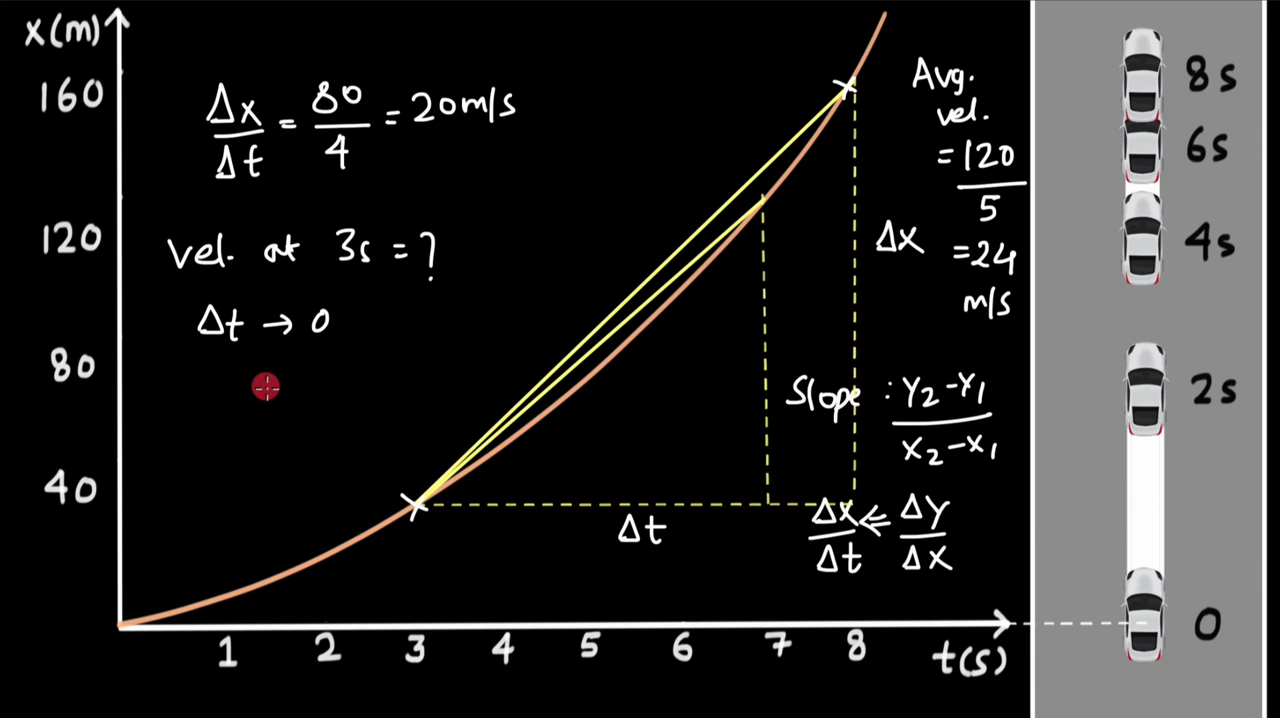 x(m)
160
120
80
40
Δx/Δt = 80/4 = 20m/s
Vel. at 3s = ?
Δt → 0
Avg.
vel.
= 120/5
= 24
m/s
Δx
Slope : Y2-Y1/x2-x1
Δx/Δt ⇐ ΔY/ΔX
Δt
1 2 3 4 5 6 7 8 t(s)
8s
6s
4s
2s
0